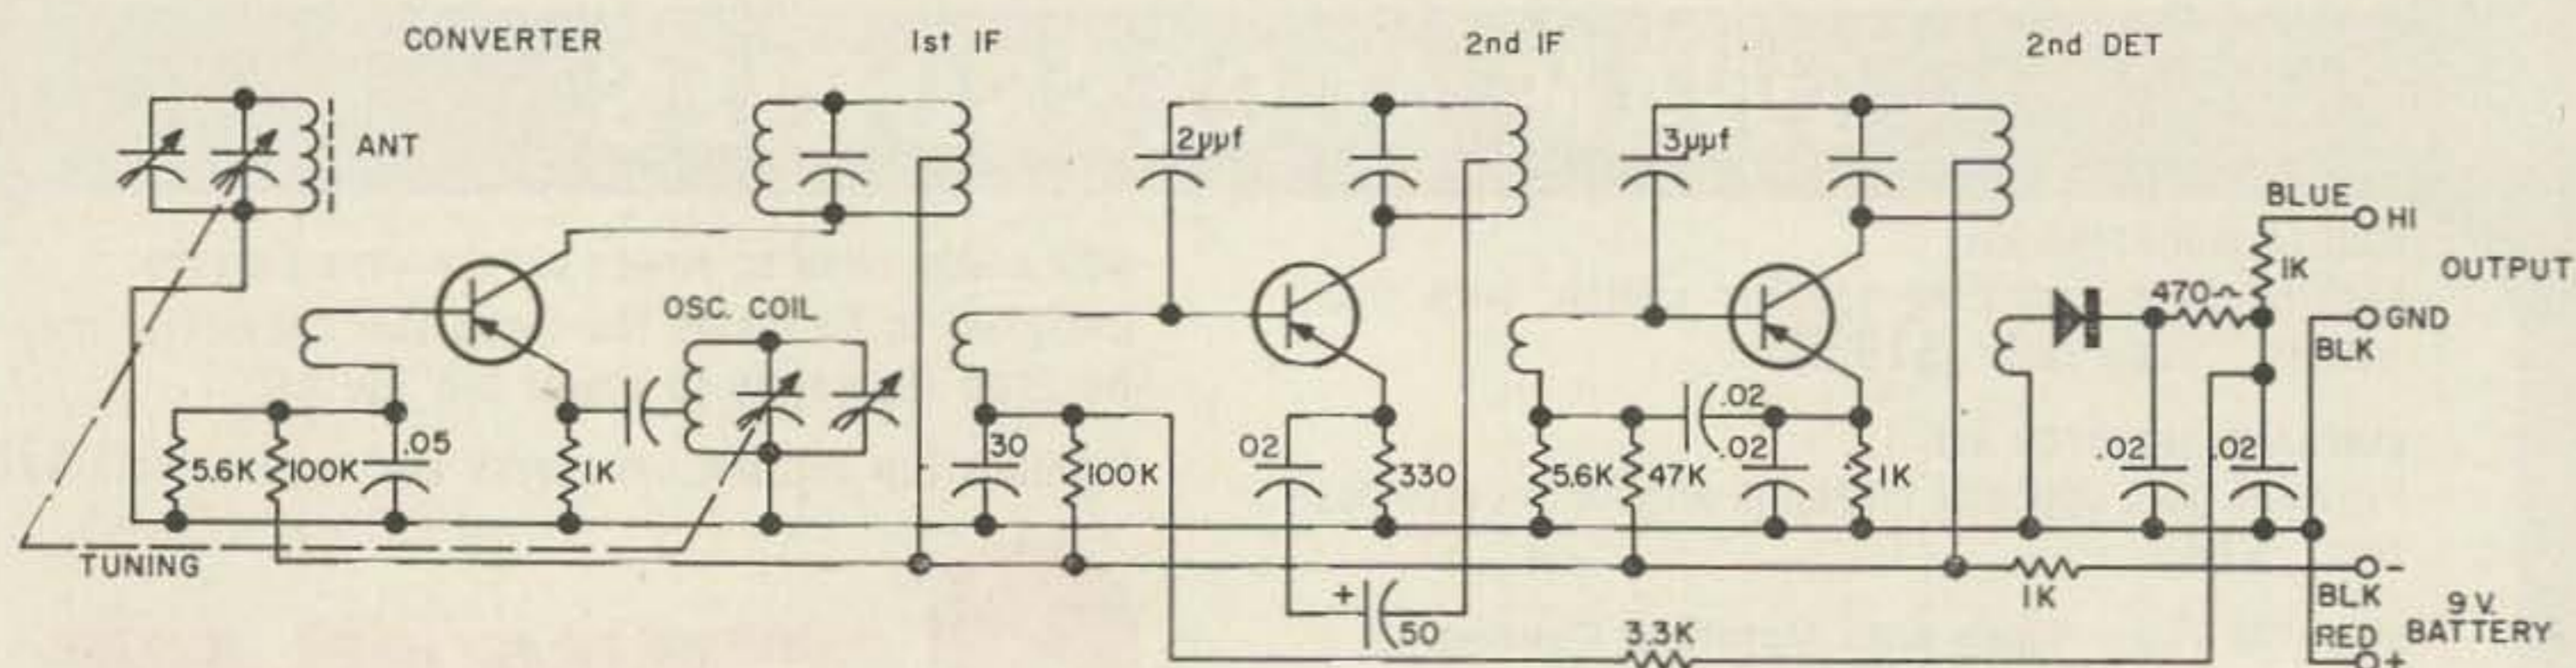 CONVERTER
1st IF
2nd IF
2nd DET
ANT
2µµf
3µµf
BLUE
HI
1K
OUTPUT
470
OSC. COIL
GND
BLK
5.6K
100K
.05
1K
30
100K
02
330
5.6K
47K
.02
.02
1K
.02
.02
TUNING
-
1K
BLK
9 V.
BATTERY
+
50
3.3K
RED
+